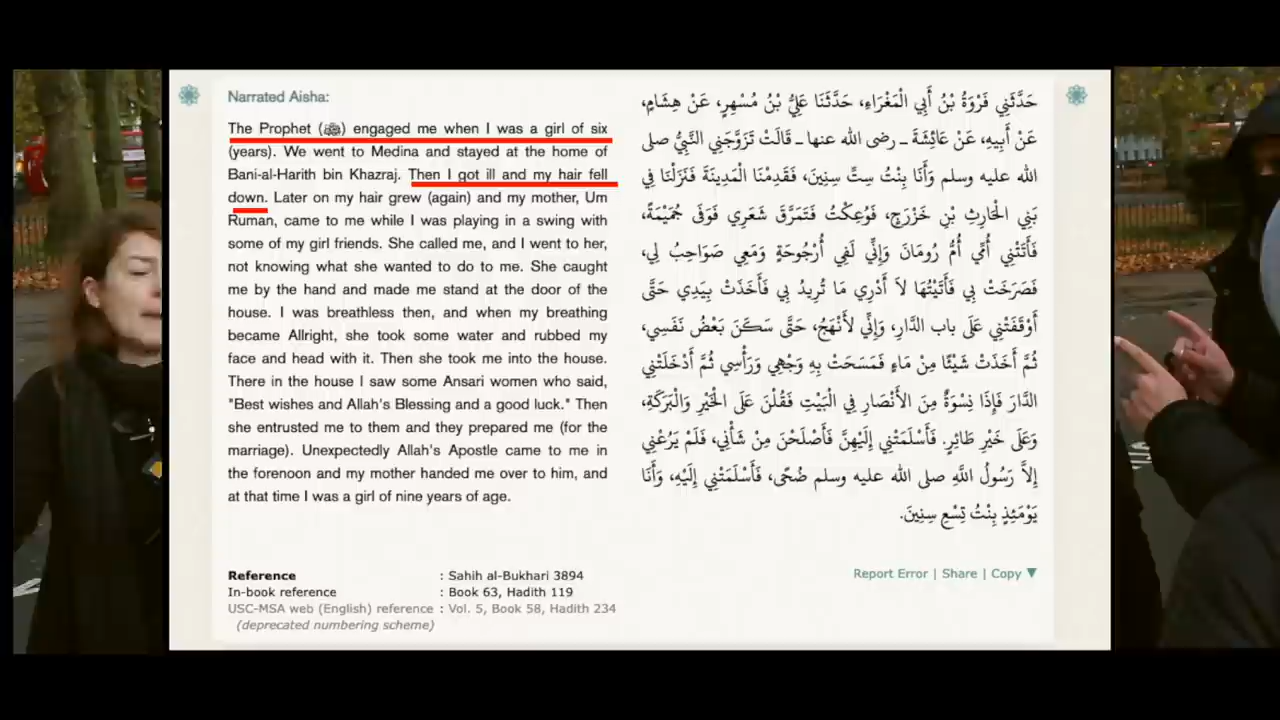 Narrated Aisha:
The Prophet (ﷺ) engaged me when I was a girl of six
(years). We went to Medina and stayed at the home of
Bani-al-Harith bin Khazraj. Then I got ill and my hair fell
down. Later on my hair grew (again) and my mother, Um
Ruman, came to me while I was playing in a swing with
some of my girl friends. She called me, and I went to her,
not knowing what she wanted to do to me. She caught
me by the hand and made me stand at the door of the
house. I was breathless then, and when my breathing
became Allright, she took some water and rubbed my
face and head with it. Then she took me into the house.
There in the house I saw some Ansari women who said,
"Best wishes and Allah's Blessing and a good luck." Then
she entrusted me to them and they prepared me (for the
marriage). Unexpectedly Allah's Apostle came to me in
the forenoon and my mother handed me over to him, and
at that time I was a girl of nine years of age.
حَدَّثَنِي فَرْوَةُ بْنُ أَبِي الْمَغْرَاءِ، حَدَّثَنَا عَلِيُّ بْنُ مُسْهِرٍ، عَنْ هِشَامٍ،
عَنْ أَبِيهِ، عَنْ عَائِشَةَ ـ رضى الله عنها ـ قَالَتْ تَزَوَّجَنِي النَّبِيُّ صلى
الله عليه وسلم وَأَنَا بِنْتُ سِتِّ سِنِينَ، فَقَدِمْنَا الْمَدِينَةَ فَنَزَلْنَا فِي
بَنِي الْحَارِثِ بْنِ خَزْرَجٍ، فَوُعِكْتُ فَتَمَرَّقَ شَعَرِي فَوَفَى جُمَيْمَةً،
فَأَتَتْنِي أُمِّي أُمُّ رُومَانَ وَإِنِّي لَفِي أُرْجُوحَةٍ وَمَعِي صَوَاحِبُ لِي،
فَصَرَخَتْ بِي فَأَتَيْتُهَا لاَ أَدْرِي مَا تُرِيدُ بِي فَأَخَذَتْ بِيَدِي حَتَّى
أَوْقَفَتْنِي عَلَى باب الدَّارِ، وَإِنِّي لأَنْهَجُ، حَتَّى سَكَنَ بَعْضُ نَفَسِي،
ثُمَّ أَخَذَتْ شَيْئًا مِنْ مَاءٍ فَمَسَحَتْ بِهِ وَجْهِي وَرَأْسِي ثُمَّ أَدْخَلَتْنِي
الدَّارَ فَإِذَا نِسْوَةٌ مِنَ الأَنْصَارِ فِي الْبَيْتِ فَقُلْنَ عَلَى الْخَيْرِ وَالْبَرَكَةِ،
وَعَلَى خَيْرِ طَائِرٍ. فَأَسْلَمَتْنِي إِلَيْهِنَّ فَأَصْلَحْنَ مِنْ شَأْنِي، فَلَمْ يَرُعْنِي
إِلاَّ رَسُولُ اللَّهِ صلى الله عليه وسلم ضُحًى، فَأَسْلَمَتْنِي إِلَيْهِ، وَأَنَا
يَوْمَئِذٍ بِنْتُ تِسْعِ سِنِينَ.
Reference : Sahih al-Bukhari 3894
In-book reference : Book 63, Hadith 119
USC-MSA web (English) reference : Vol. 5, Book 58, Hadith 234
(deprecated numbering scheme)
Report Error | Share | Copy ▼